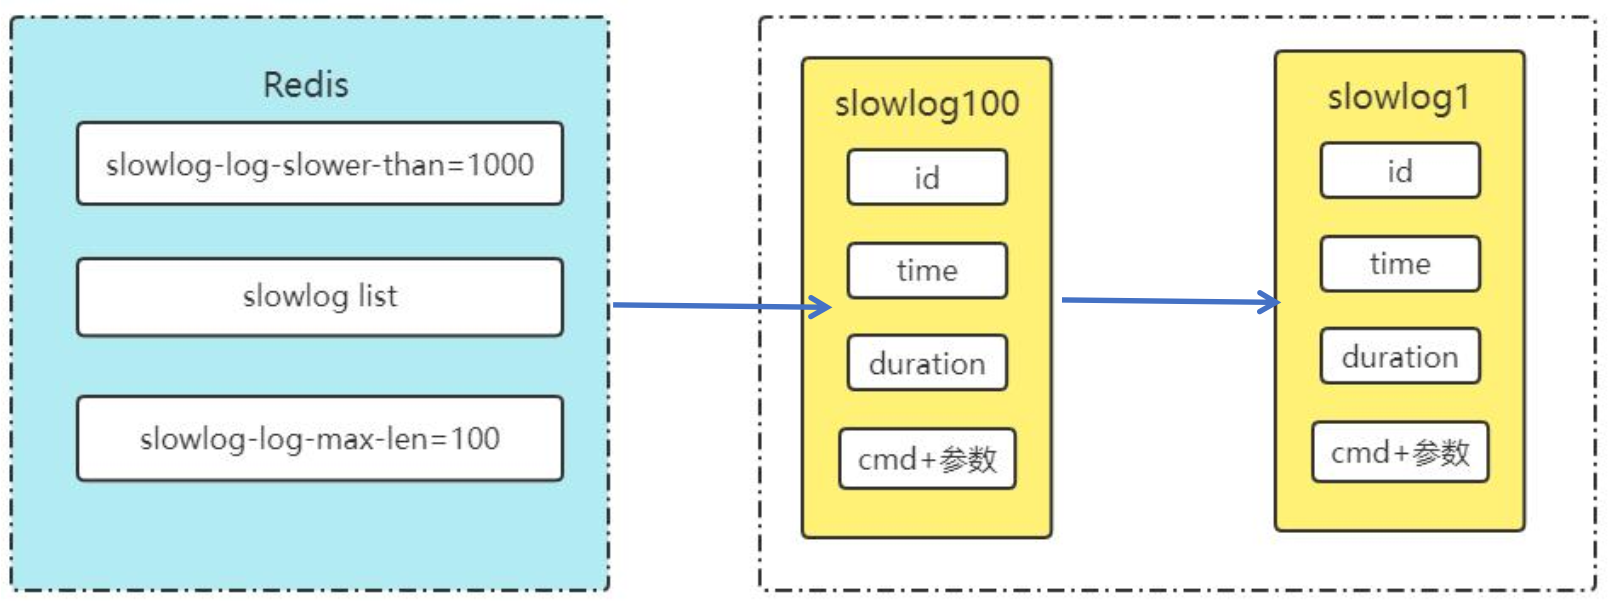 Redis
slowlog-log-slower-than=1000
slowlog list
slowlog-log-max-len=100
slowlog100
id
time
duration
cmd+参数
slowlog1
id
time
duration
cmd+参数